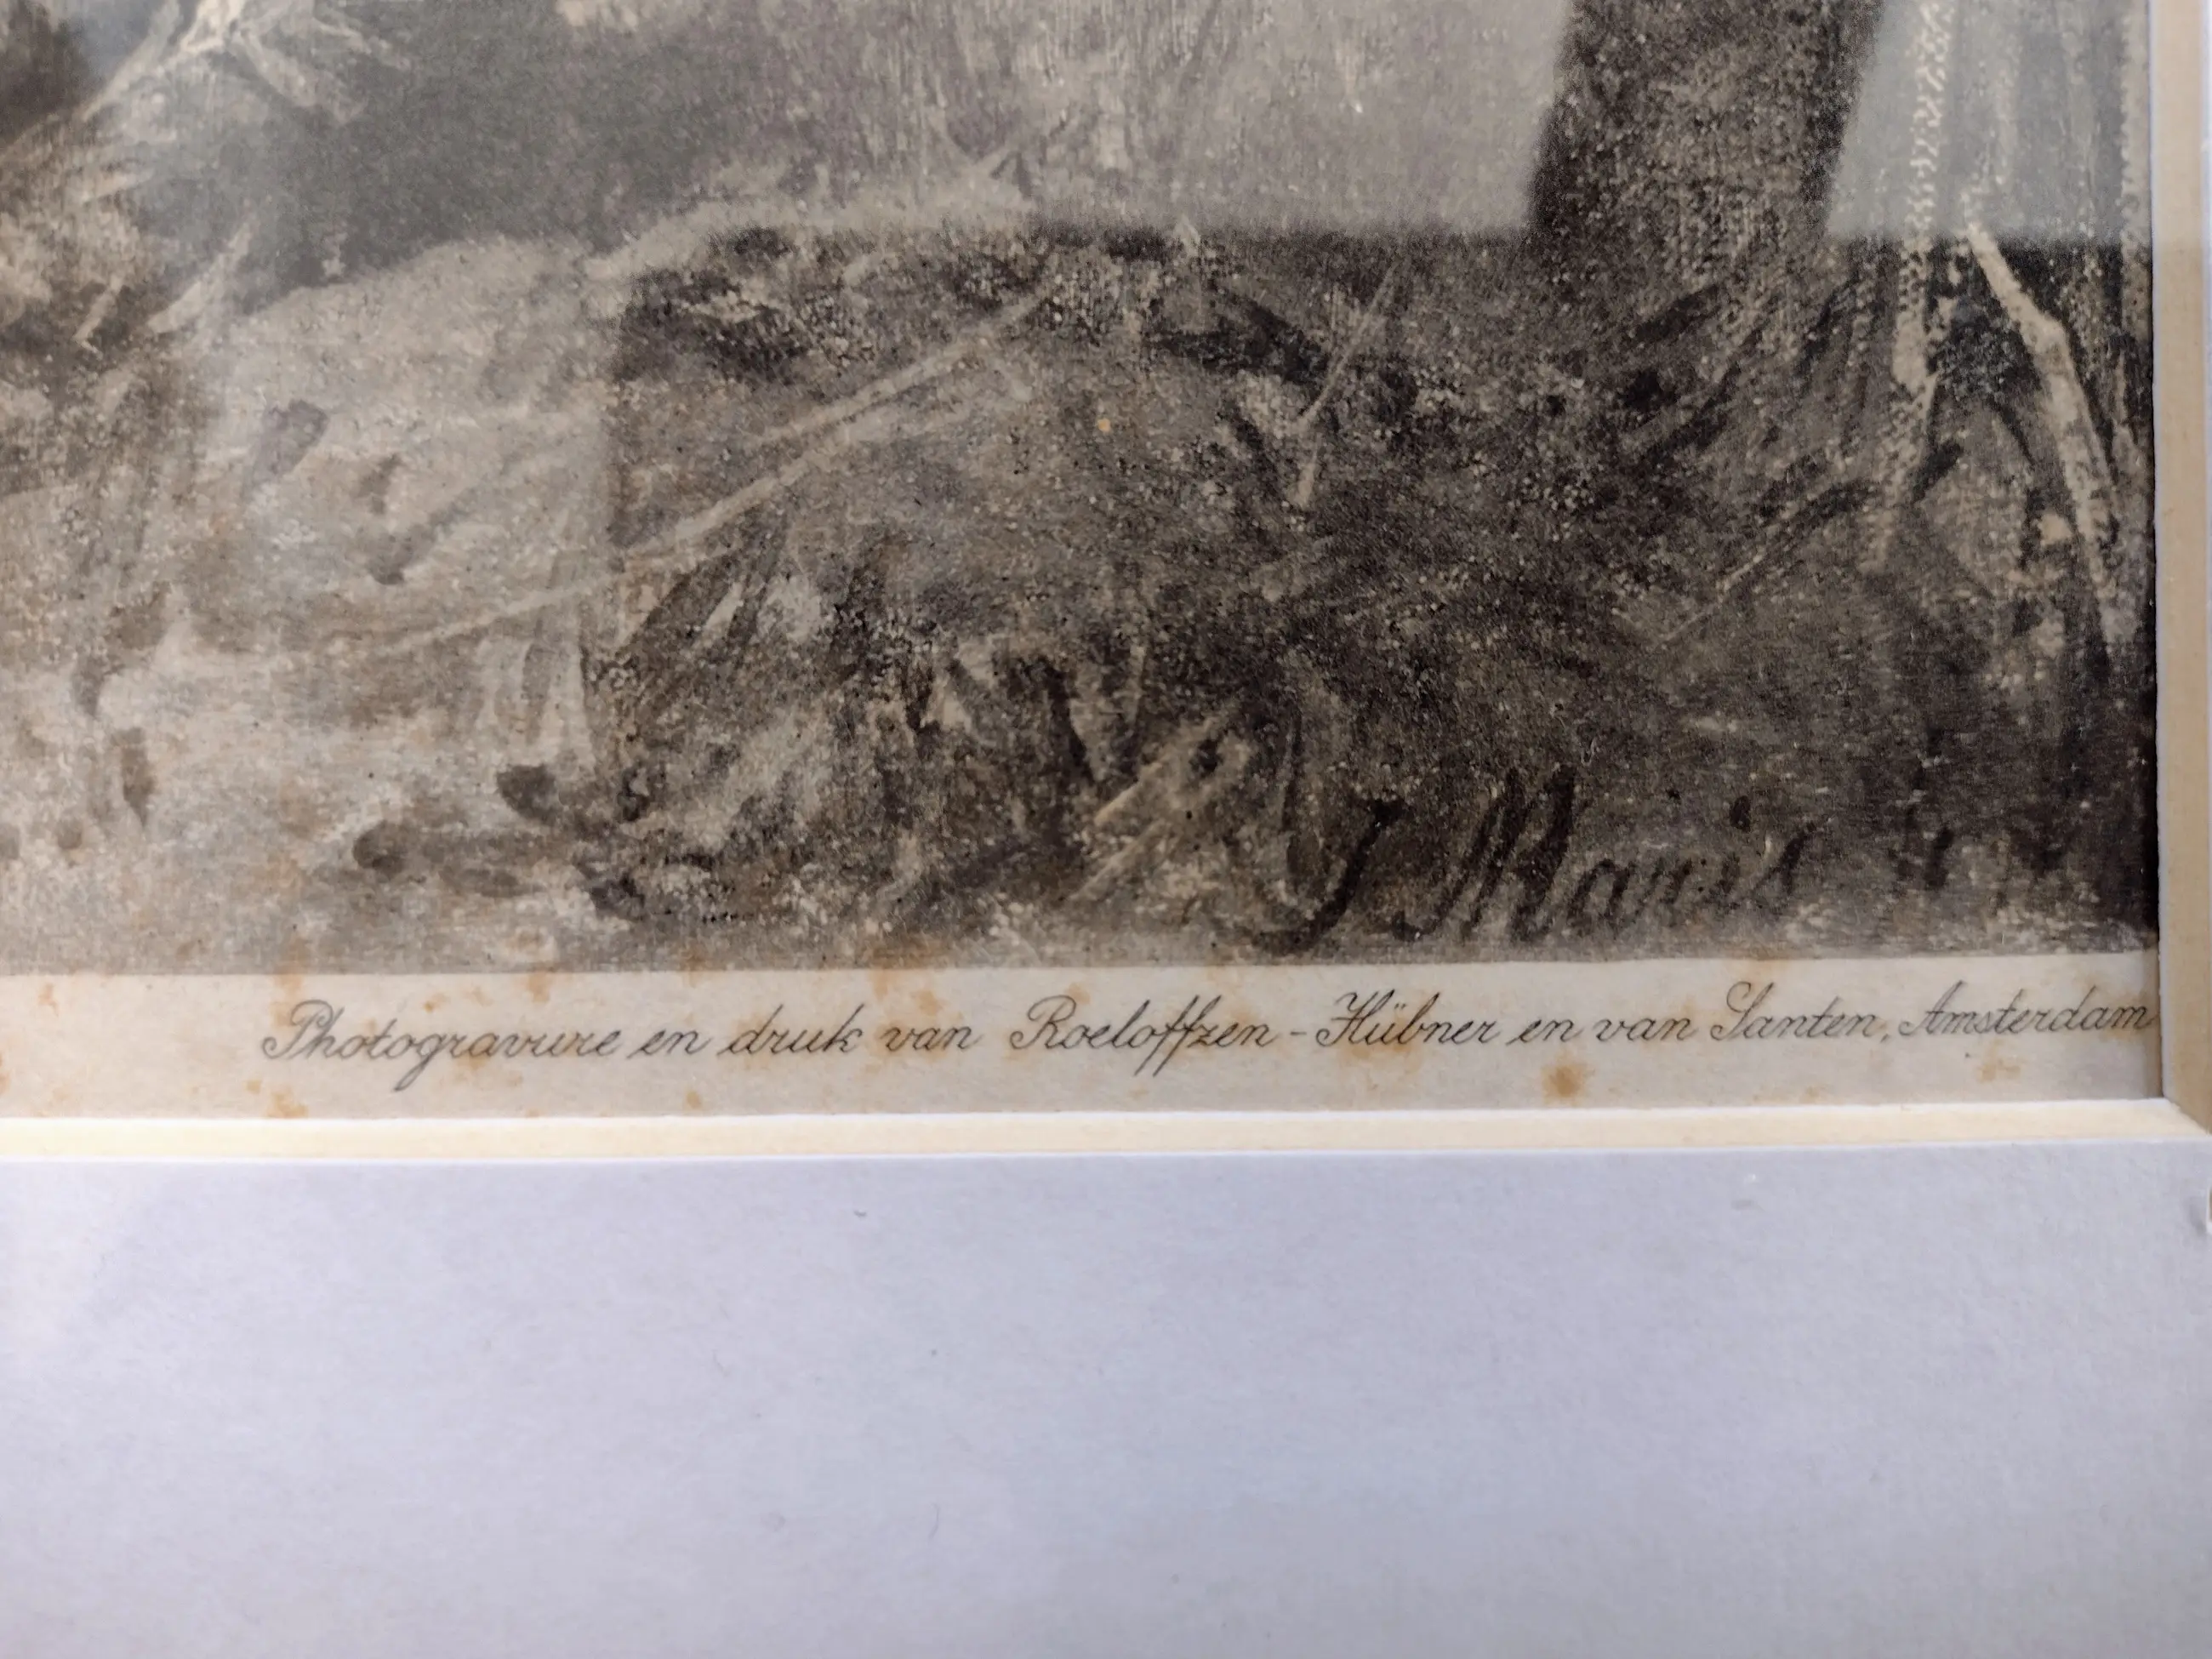 J Maris
Photogravure en druk van Roeloffzen-Hübner en van Santen, Amsterdam